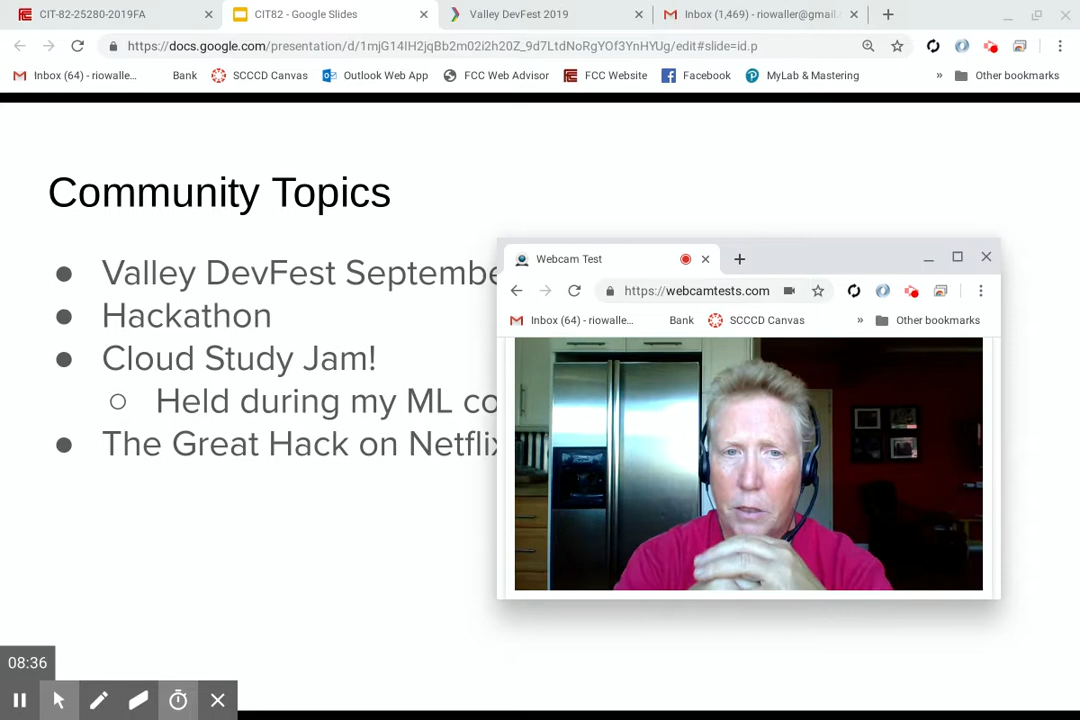 CIT-82-25280-2019FA
CIT82 - Google Slides
Valley DevFest 2019
Inbox (1,469) - riowaller@gmail.
https://docs.google.com/presentation/d/1mjG14IH2jqBb2m02i2h20Z_9d7LtdNoRgYOf3YnHYUg/edit#slide=id.p
Inbox (64) - riowalle...
Bank
SCCCD Canvas
Outlook Web App
FCC Web Advisor
FCC Website
Facebook
MyLab & Mastering
»
Other bookmarks
Community Topics
● Valley DevFest Septembe
● Hackathon
● Cloud Study Jam!
○ Held during my ML co
● The Great Hack on Netflix
Webcam Test
https://webcamtests.com
Inbox (64) - riowalle...
Bank
SCCCD Canvas
»
Other bookmarks
08:36